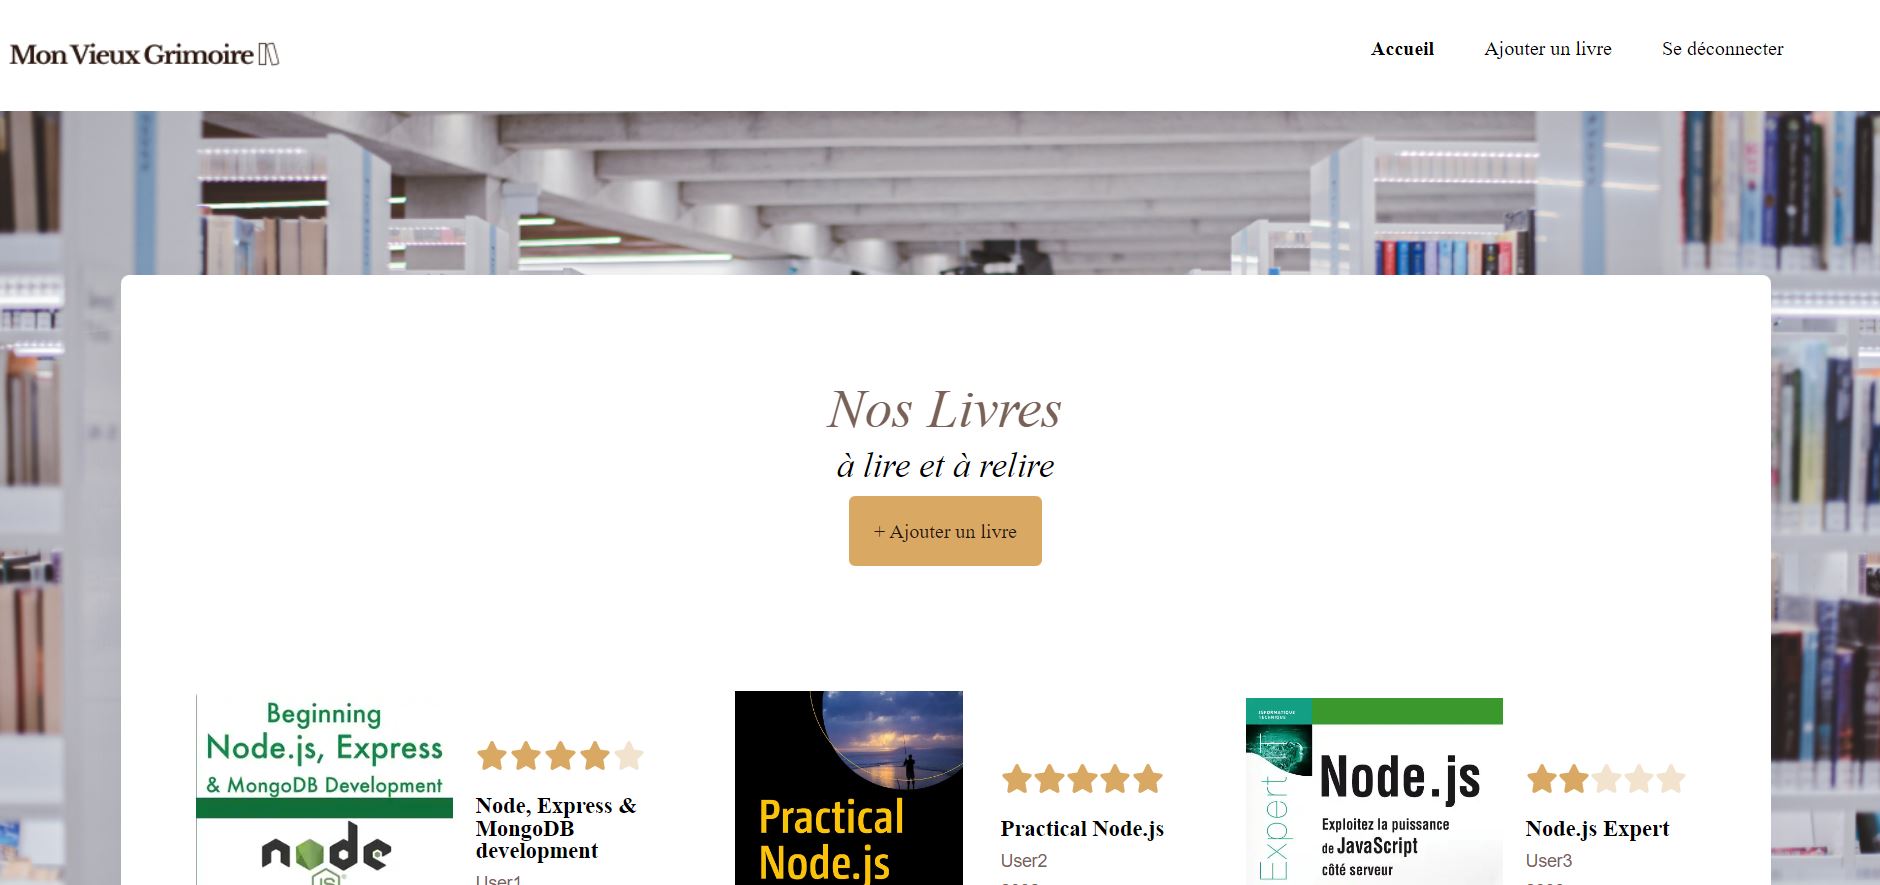 Mon Vieux Grimoire
Accueil
Ajouter un livre
Se déconnecter
Nos Livres
à lire et à relire
+ Ajouter un livre
Beginning
Node.js, Express
& MongoDB Development
node
JS
Node, Express &
MongoDB
development
User1
Practical
Node.js
Practical Node.js
User2
INFORMATIQUE
TECHNIQUE
Expert
Node.js
Exploitez la puissance
de JavaScript
côté serveur
Node.js Expert
User3